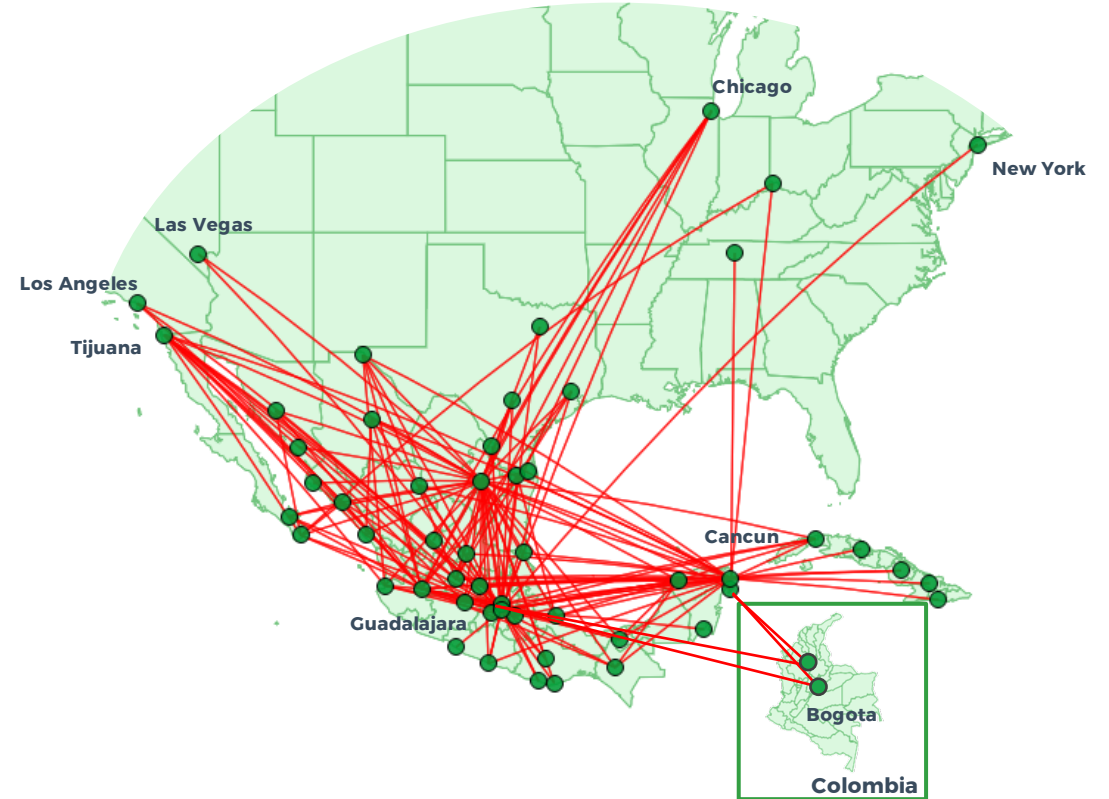 Chicago
New York
Las Vegas
Los Angeles
Tijuana
Cancun
Guadalajara
Bogota
Colombia